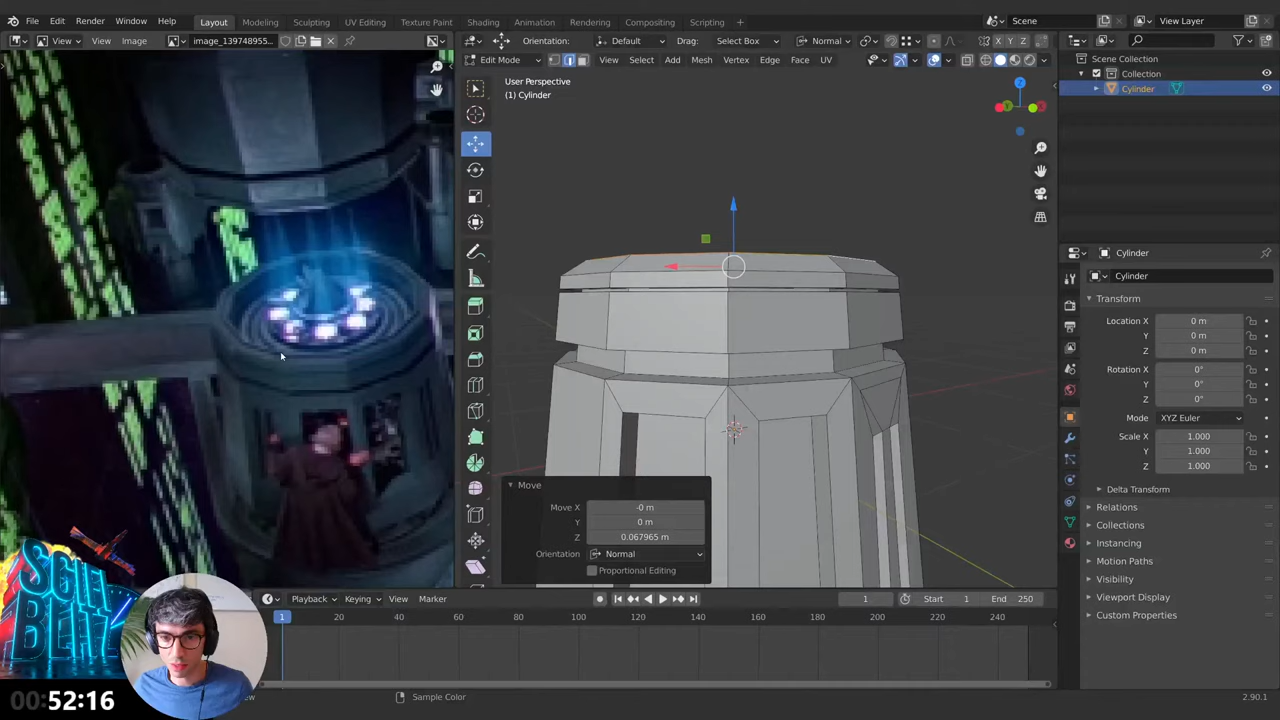 File Edit Render Window Help Layout Modeling Sculpting UV Editing Texture Paint Shading Animation Rendering Compositing Scripting + Scene View Layer
View View Image image_139748955... Orientation: Default Drag: Select Box Normal X Y Z
Edit Mode View Select Add Mesh Vertex Edge Face UV
User Perspective
(1) Cylinder
Z
Scene Collection
Collection
Cylinder
Cylinder
Cylinder
Transform
Location X 0 m
Y 0 m
Z 0 m
Rotation X 0°
Y 0°
Z 0°
Mode XYZ Euler
Scale X 1.000
Y 1.000
Z 1.000
Delta Transform
Relations
Collections
Instancing
Motion Paths
Visibility
Viewport Display
Custom Properties
Move
Move X -0 m
Y 0 m
Z 0.067965 m
Orientation Normal
Proportional Editing
Playback Keying View Marker 1 Start 1 End 250
1 20 40 60 80 100 120 140 160 180 200 220 240
SCIFI
BLITZ
00:52:16
Sample Color
2.90.1